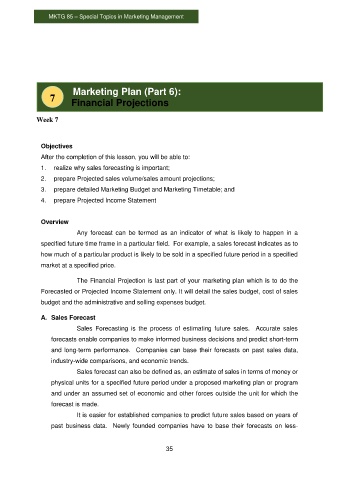 MKTG 85 – Special Topics in Marketing Management
7
Marketing Plan (Part 6):
Financial Projections
Week 7
Objectives
After the completion of this lesson, you will be able to:
1. realize why sales forecasting is important;
2. prepare Projected sales volume/sales amount projections;
3. prepare detailed Marketing Budget and Marketing Timetable; and
4. prepare Projected Income Statement
Overview
Any forecast can be termed as an indicator of what is likely to happen in a
specified future time frame in a particular field. For example, a sales forecast indicates as to
how much of a particular product is likely to be sold in a specified future period in a specified
market at a specified price.
The Financial Projection is last part of your marketing plan which is to do the
Forecasted or Projected Income Statement only. It will detail the sales budget, cost of sales
budget and the administrative and selling expenses budget.
A. Sales Forecast
Sales Forecasting is the process of estimating future sales. Accurate sales
forecasts enable companies to make informed business decisions and predict short-term
and long-term performance. Companies can base their forecasts on past sales data,
industry-wide comparisons, and economic trends.
Sales forecast can also be defined as, an estimate of sales in terms of money or
physical units for a specified future period under a proposed marketing plan or program
and under an assumed set of economic and other forces outside the unit for which the
forecast is made.
It is easier for established companies to predict future sales based on years of
past business data. Newly founded companies have to base their forecasts on less-
35